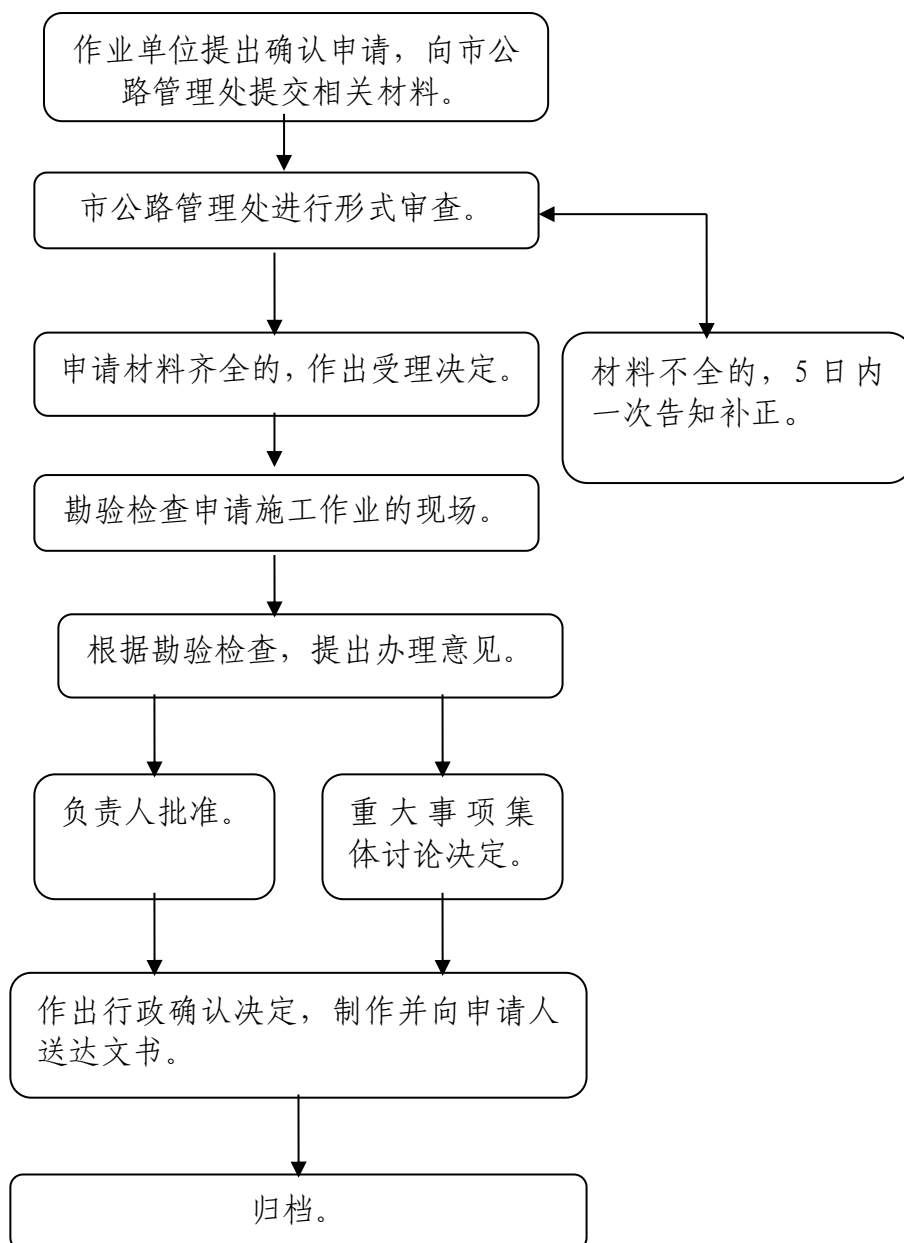 作业单位提出确认申请，向市公
路管理处提交相关材料。
市公路管理处进行形式审查。
申请材料齐全的，作出受理决定。
材料不全的，5 日内
一次告知补正。
勘验检查申请施工作业的现场。
根据勘验检查，提出办理意见。
负责人批准。
重大事项集
体讨论决定。
作出行政确认决定，制作并向申请人
送达文书。
归档。